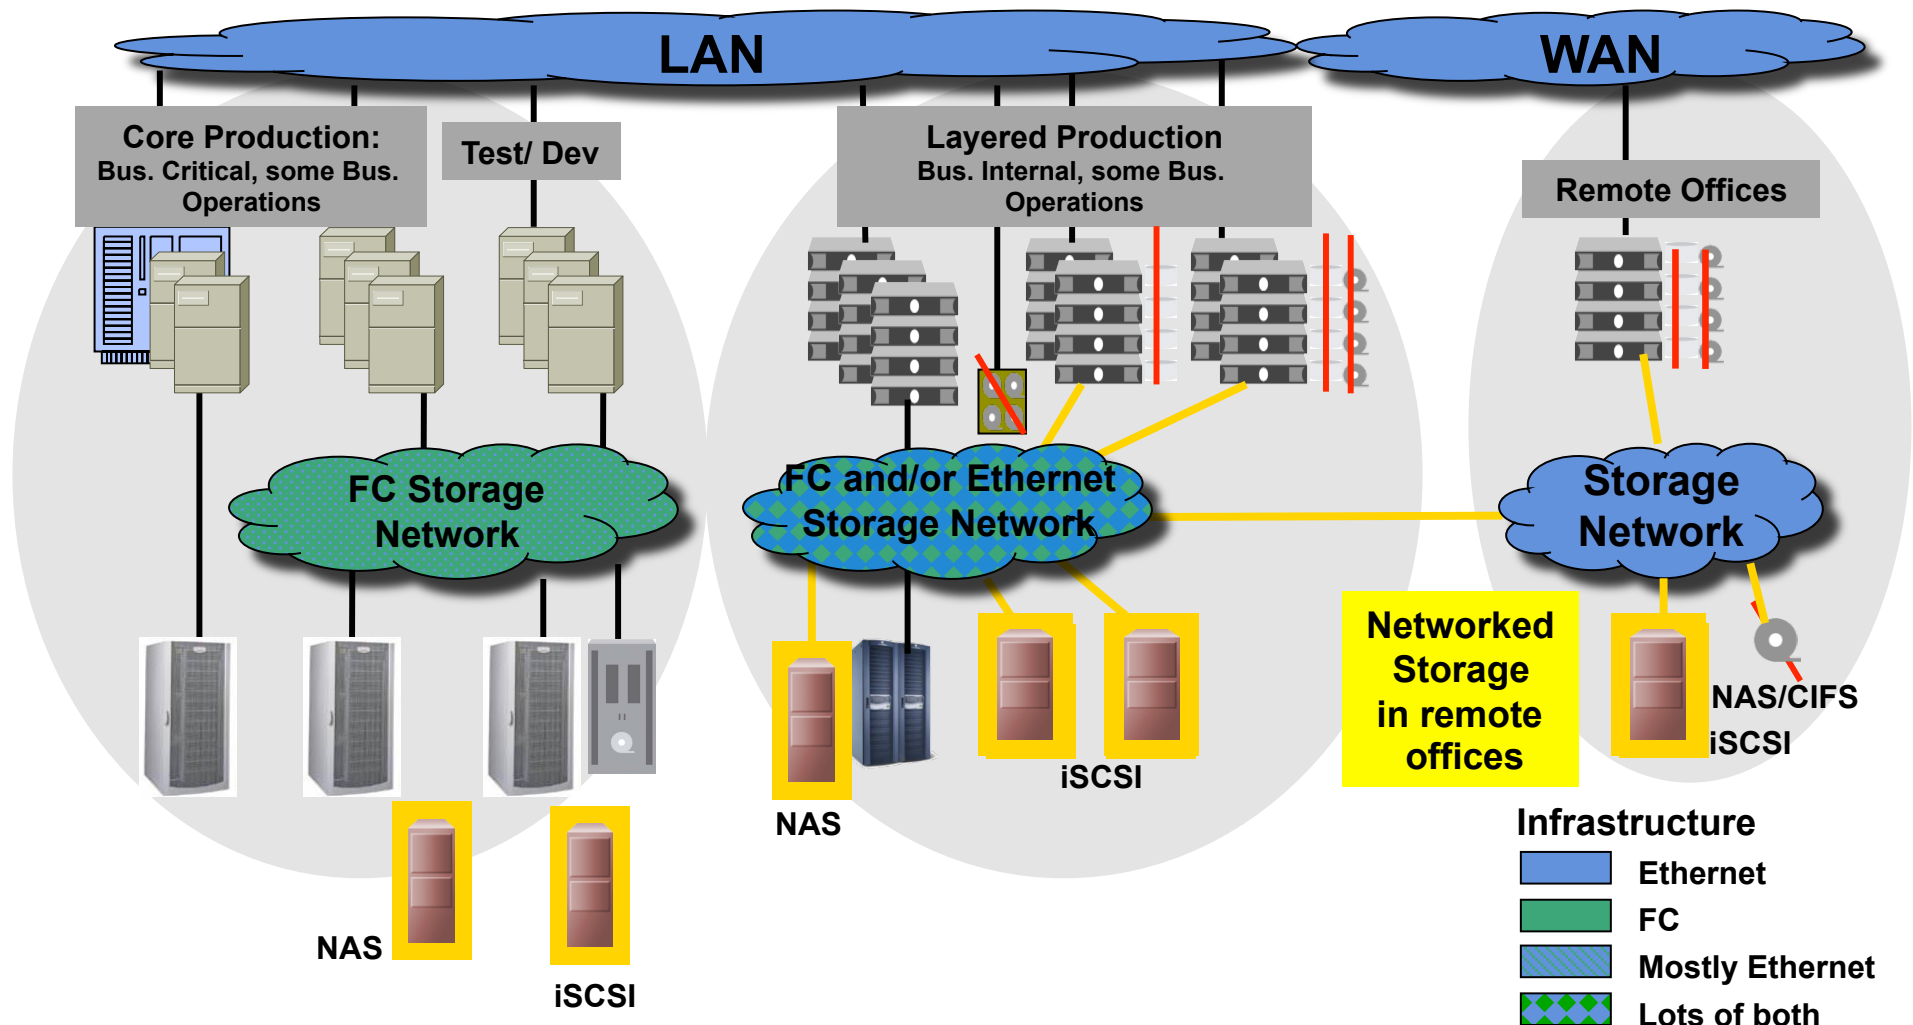 LAN
WAN
Core Production:
Bus. Critical, some Bus.
Operations
Test/ Dev
Layered Production
Bus. Internal, some Bus.
Operations
Remote Offices
FC Storage
Network
FC and/or Ethernet
Storage Network
Storage
Network
Networked
Storage
in remote
offices
NAS/CIFS
iSCSI
iSCSI
NAS
NAS
iSCSI
Infrastructure
Ethernet
FC
Mostly Ethernet
Lots of both